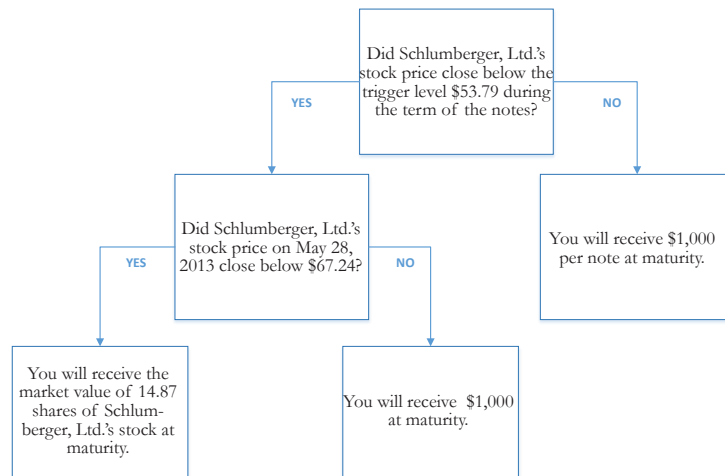 Did Schlumberger, Ltd.'s
stock price close below the
trigger level $53.79 during
the term of the notes?
YES
NO
Did Schlumberger, Ltd.'s
stock price on May 28,
2013 close below $67.24?
You will receive $1,000
per note at maturity.
YES
NO
You will receive the
market value of 14.87
shares of Schlum-
berger, Ltd.'s stock at
maturity.
You will receive $1,000
at maturity.